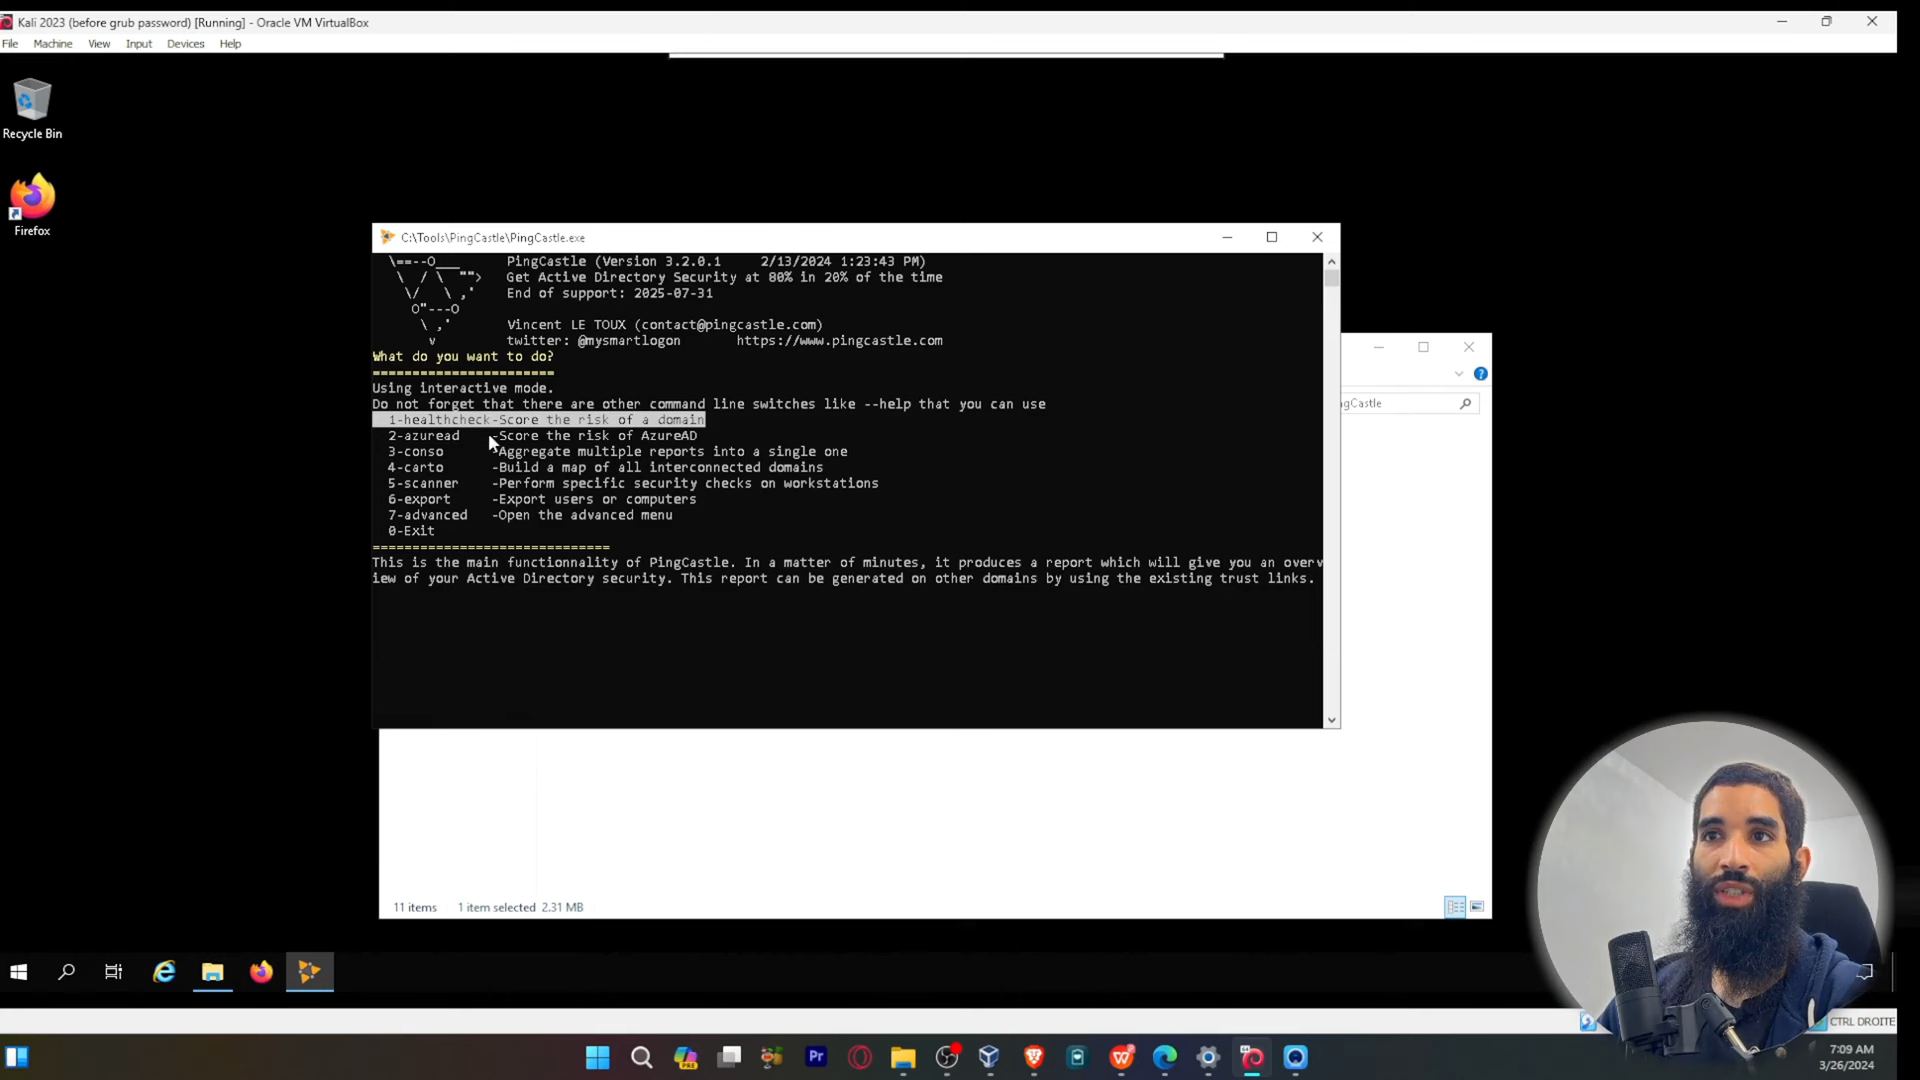 Kali 2023 (before grub password) [Running] - Oracle VM VirtualBox
File Machine View Input Devices Help
Recycle Bin
Firefox
C:\Tools\PingCastle\PingCastle.exe
\==--O___ PingCastle (Version 3.2.0.1 2/13/2024 1:23:43 PM)
\ / \ ""> Get Active Directory Security at 80% in 20% of the time
\/ \ ,' End of support: 2025-07-31
O"---O
\ ,' Vincent LE TOUX (contact@pingcastle.com)
v twitter: @mysmartlogon https://www.pingcastle.com
What do you want to do?
=======================
Using interactive mode.
Do not forget that there are other command line switches like --help that you can use
1-healthcheck-Score the risk of a domain
2-azuread -Score the risk of AzureAD
3-conso -Aggregate multiple reports into a single one
4-carto -Build a map of all interconnected domains
5-scanner -Perform specific security checks on workstations
6-export -Export users or computers
7-advanced -Open the advanced menu
0-Exit
==============================
This is the main functionnality of PingCastle. In a matter of minutes, it produces a report which will give you an overv
iew of your Active Directory security. This report can be generated on other domains by using the existing trust links.
ngCastle
11 items 1 item selected 2.31 MB
CTRL DROITE
PRE
Pr
7:09 AM
3/26/2024